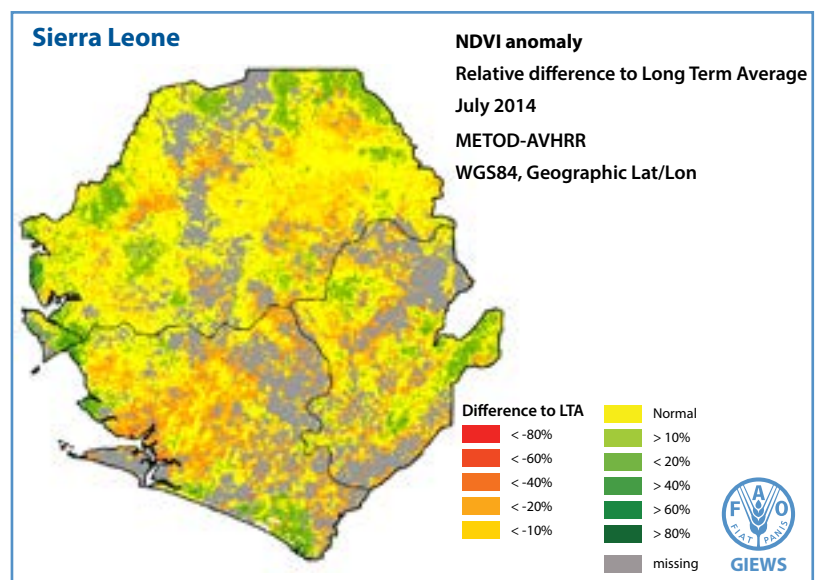 Sierra Leone
NDVI anomaly
Relative difference to Long Term Average
July 2014
METOD-AVHRR
WGS84, Geographic Lat/Lon
Difference to LTA
< -80%
< -60%
< -40%
< -20%
< -10%
Normal
> 10%
< 20%
> 40%
> 60%
> 80%
missing
F A O
FIAT PANIS
GIEWS